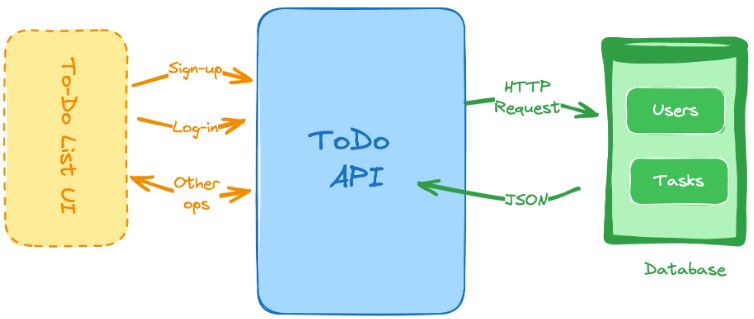 To-Do List UI
Sign-up
Log-in
Other
ops
ToDo
API
HTTP
Request
JSON
Users
Tasks
Database